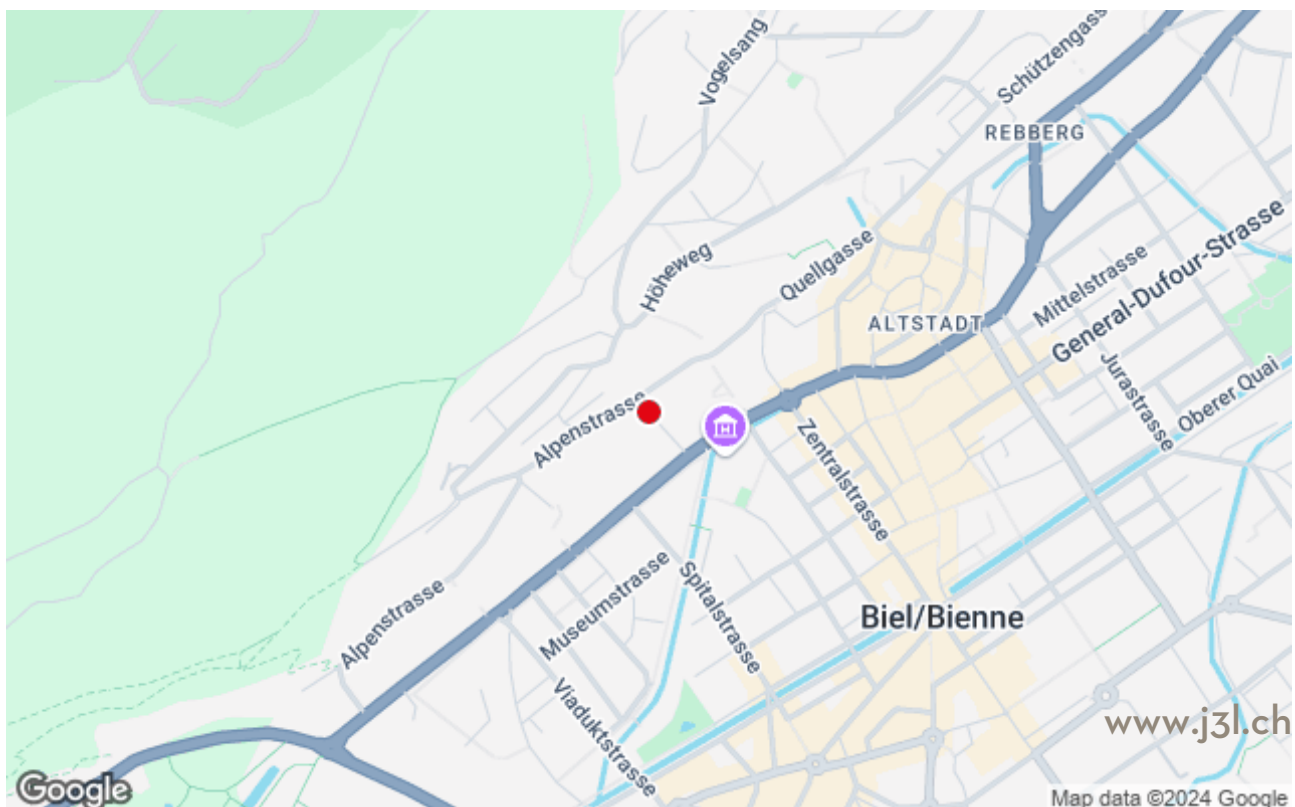 Schützengass
Vogelsang
REBBERG
General-Dufour-Strasse
Mittelstrasse
Höheweg
Quellgasse
ALTSTADT
Jurastrasse
Oberer Quai
Alpenstrasse
Zentralstrasse
Spitalstrasse
Museumstrasse
Alpenstrasse
Biel/Bienne
Viaduktstrasse
www.j3l.ch
Google
Map data ©2024 Google